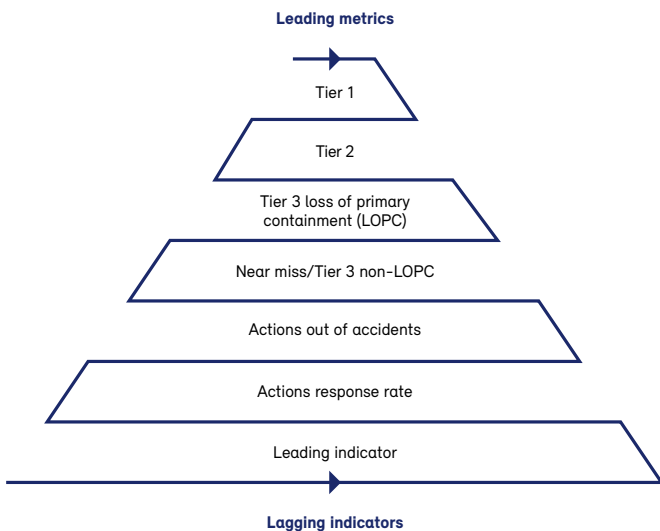 Leading metrics
Tier 1
Tier 2
Tier 3 loss of primary
containment (LOPC)
Near miss/Tier 3 non-LOPC
Actions out of accidents
Actions response rate
Leading indicator
Lagging indicators